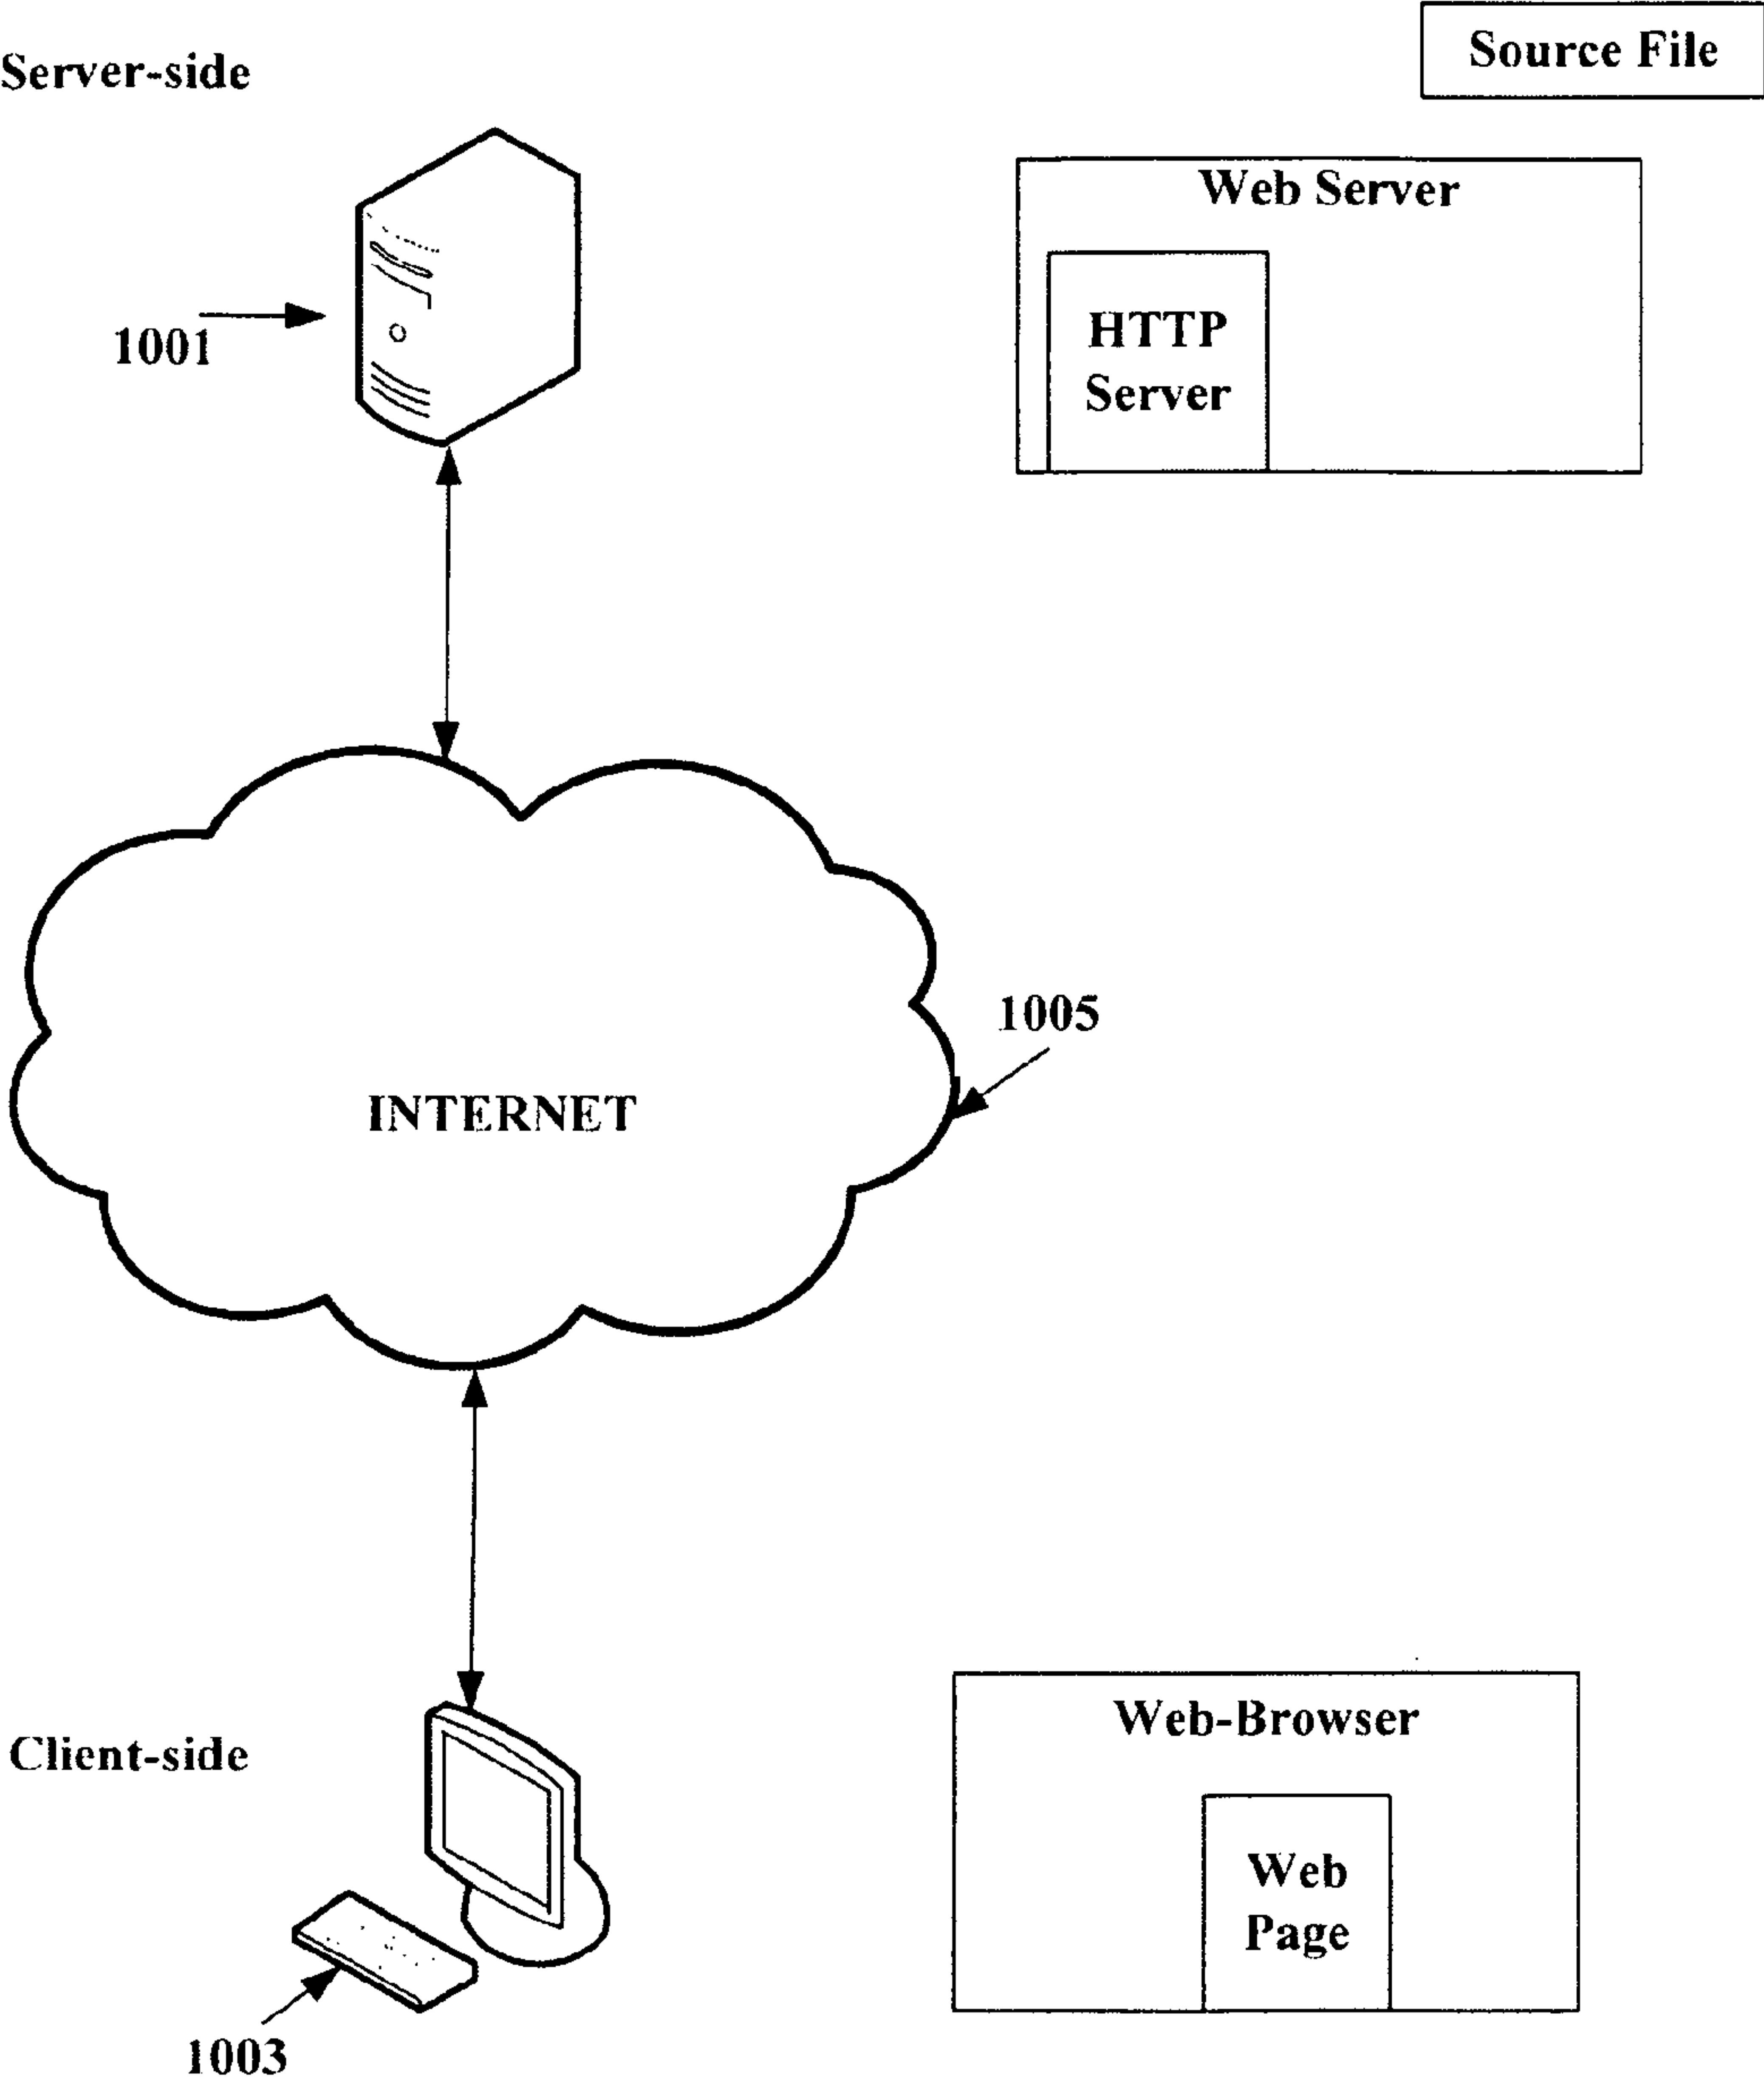 Source File
Server-side
Web Server
HTTP
Server
1001
1005
INTERNET
Web-Browser
Client-side
Web
Page
1003